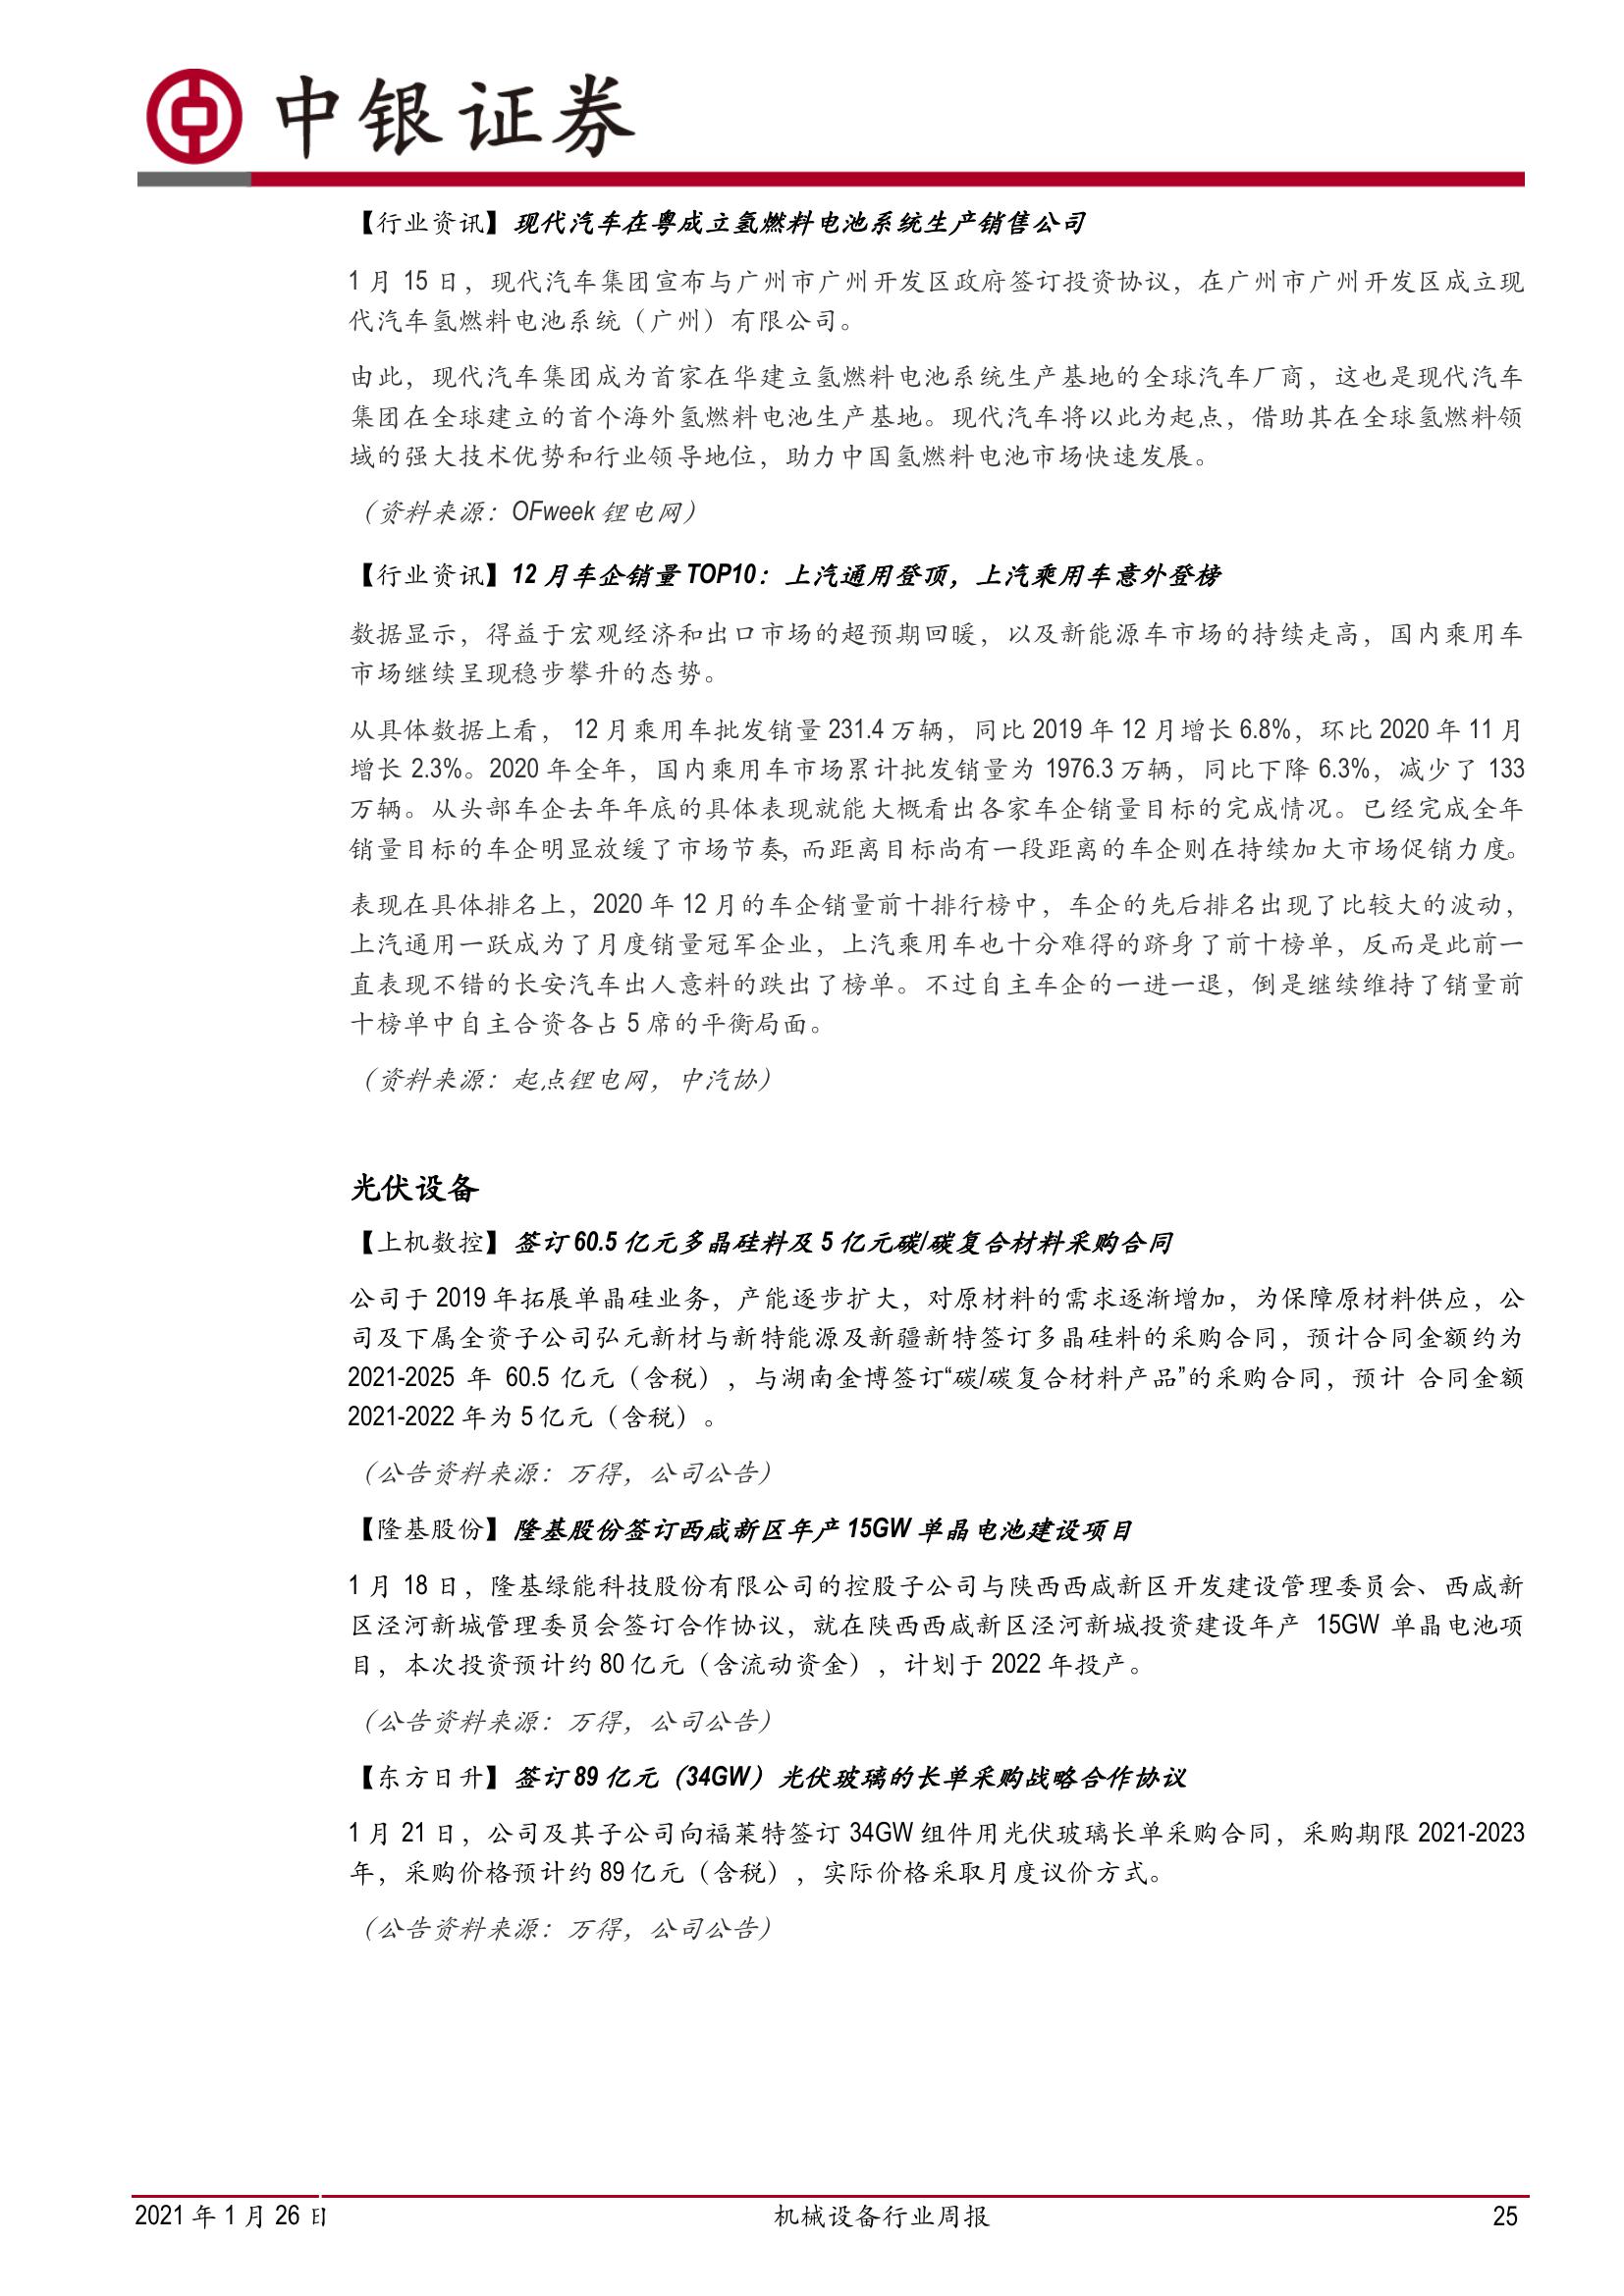 中银证券
【行业资讯】现代汽车在粤成立氢燃料电池系统生产销售公司
1 月 15 日，现代汽车集团宣布与广州市广州开发区政府签订投资协议，在广州市广州开发区成立现
代汽车氢燃料电池系统（广州）有限公司。
由此，现代汽车集团成为首家在华建立氢燃料电池系统生产基地的全球汽车厂商，这也是现代汽车
集团在全球建立的首个海外氢燃料电池生产基地。现代汽车将以此为起点，借助其在全球氢燃料领
域的强大技术优势和行业领导地位，助力中国氢燃料电池市场快速发展。
（资料来源：OFweek 锂电网）
【行业资讯】12 月车企销量 TOP10：上汽通用登顶，上汽乘用车意外登榜
数据显示，得益于宏观经济和出口市场的超预期回暖，以及新能源车市场的持续走高，国内乘用车
市场继续呈现稳步攀升的态势。
从具体数据上看， 12 月乘用车批发销量 231.4 万辆，同比 2019 年 12 月增长 6.8%，环比 2020 年 11 月
增长 2.3%。2020 年全年，国内乘用车市场累计批发销量为 1976.3 万辆，同比下降 6.3%，减少了 133
万辆。从头部车企去年年底的具体表现就能大概看出各家车企销量目标的完成情况。已经完成全年
销量目标的车企明显放缓了市场节奏，而距离目标尚有一段距离的车企则在持续加大市场促销力度。
表现在具体排名上，2020 年 12 月的车企销量前十排行榜中，车企的先后排名出现了比较大的波动，
上汽通用一跃成为了月度销量冠军企业，上汽乘用车也十分难得的跻身了前十榜单，反而是此前一
直表现不错的长安汽车出人意料的跌出了榜单。不过自主车企的一进一退，倒是继续维持了销量前
十榜单中自主合资各占 5 席的平衡局面。
（资料来源：起点锂电网，中汽协）
光伏设备
【上机数控】签订 60.5 亿元多晶硅料及 5 亿元碳/碳复合材料采购合同
公司于 2019 年拓展单晶硅业务，产能逐步扩大，对原材料的需求逐渐增加，为保障原材料供应，公
司及下属全资子公司弘元新材与新特能源及新疆新特签订多晶硅料的采购合同，预计合同金额约为
2021-2025 年 60.5 亿元（含税），与湖南金博签订“碳/碳复合材料产品”的采购合同，预计 合同金额
2021-2022 年为 5 亿元（含税）。
（公告资料来源：万得，公司公告）
【隆基股份】隆基股份签订西咸新区年产 15GW 单晶电池建设项目
1 月 18 日，隆基绿能科技股份有限公司的控股子公司与陕西西咸新区开发建设管理委员会、西咸新
区泾河新城管理委员会签订合作协议，就在陕西西咸新区泾河新城投资建设年产 15GW 单晶电池项
目，本次投资预计约 80 亿元（含流动资金），计划于 2022 年投产。
（公告资料来源：万得，公司公告）
【东方日升】签订 89 亿元（34GW）光伏玻璃的长单采购战略合作协议
1 月 21 日，公司及其子公司向福莱特签订 34GW 组件用光伏玻璃长单采购合同，采购期限 2021-2023
年，采购价格预计约 89 亿元（含税），实际价格采取月度议价方式。
（公告资料来源：万得，公司公告）
2021 年 1 月 26 日 机械设备行业周报 25